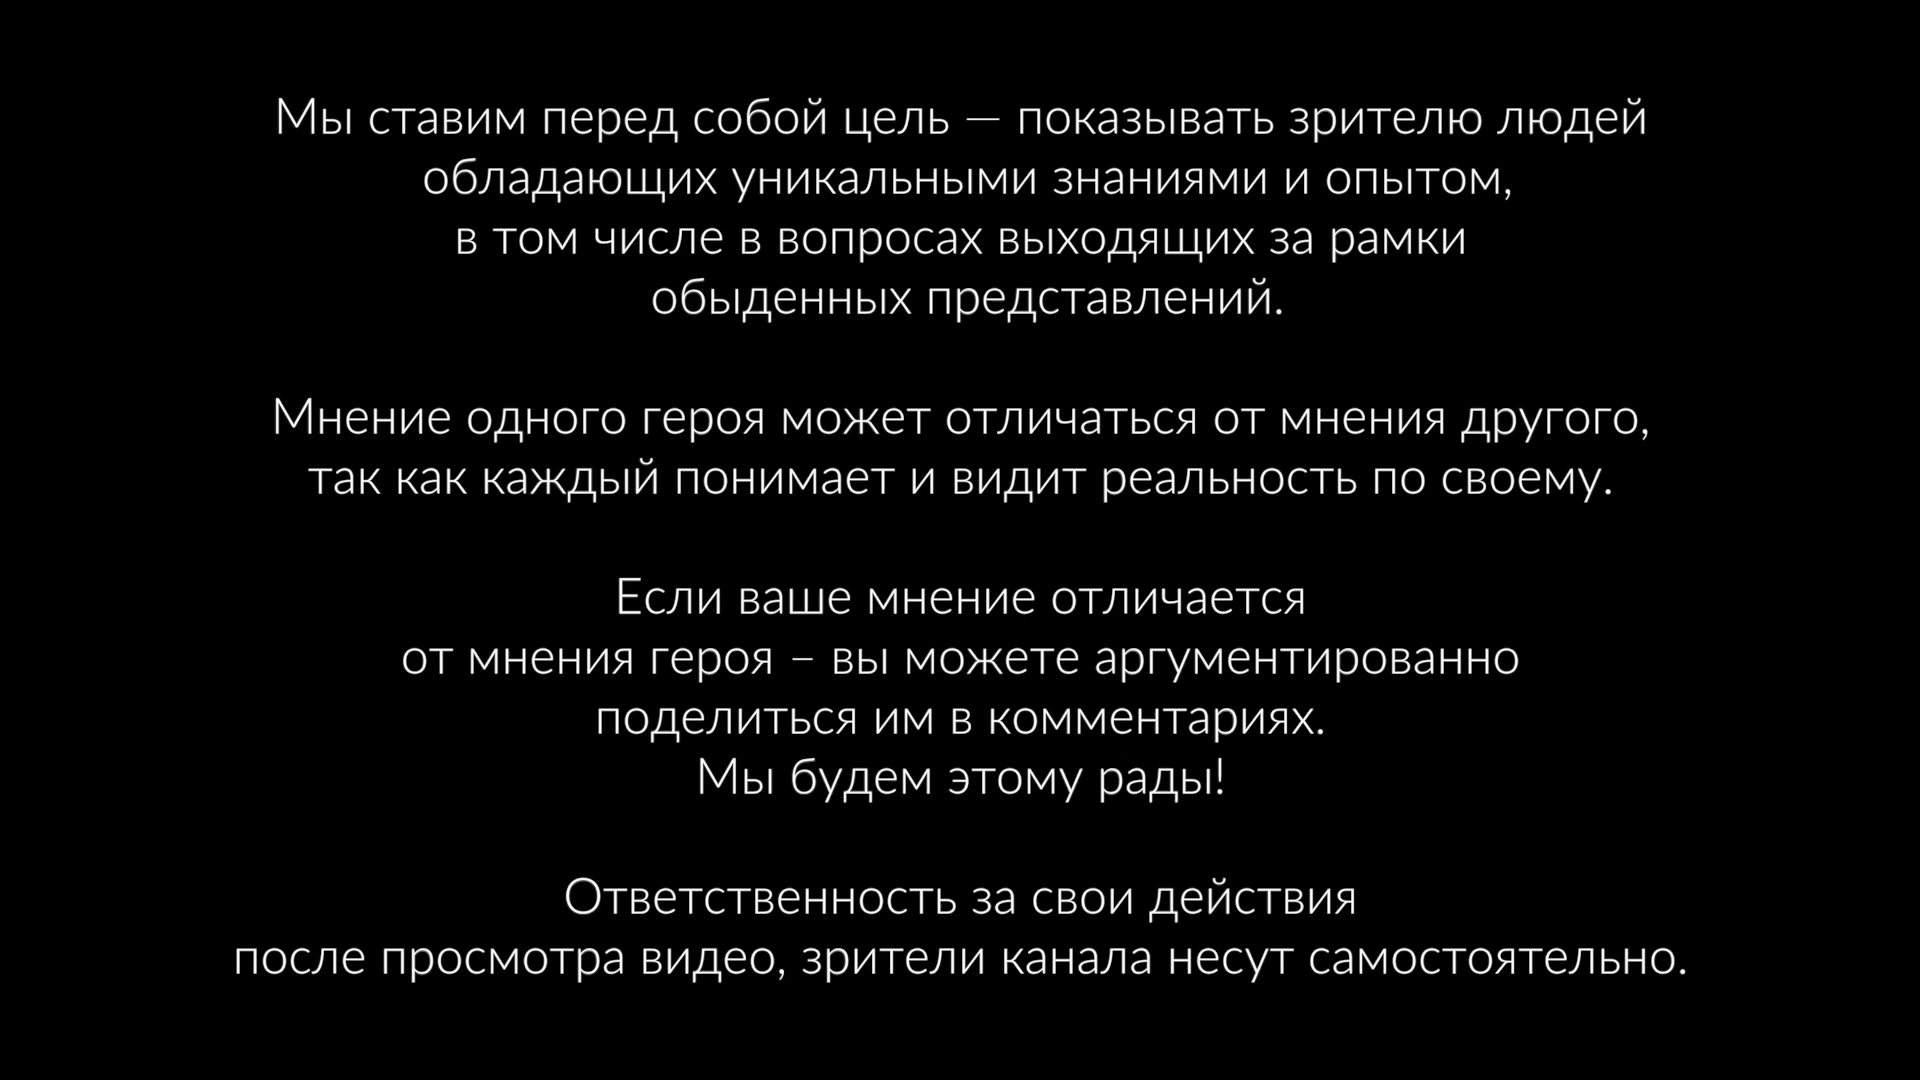 Мы ставим перед собой цель — показывать зрителю людей
обладающих уникальными знаниями и опытом,
в том числе в вопросах выходящих за рамки
обыденных представлений.
Мнение одного героя может отличаться от мнения другого,
так как каждый понимает и видит реальность по своему.
Если ваше мнение отличается
от мнения героя – вы можете аргументированно
поделиться им в комментариях.
Мы будем этому рады!
Ответственность за свои действия
после просмотра видео, зрители канала несут самостоятельно.